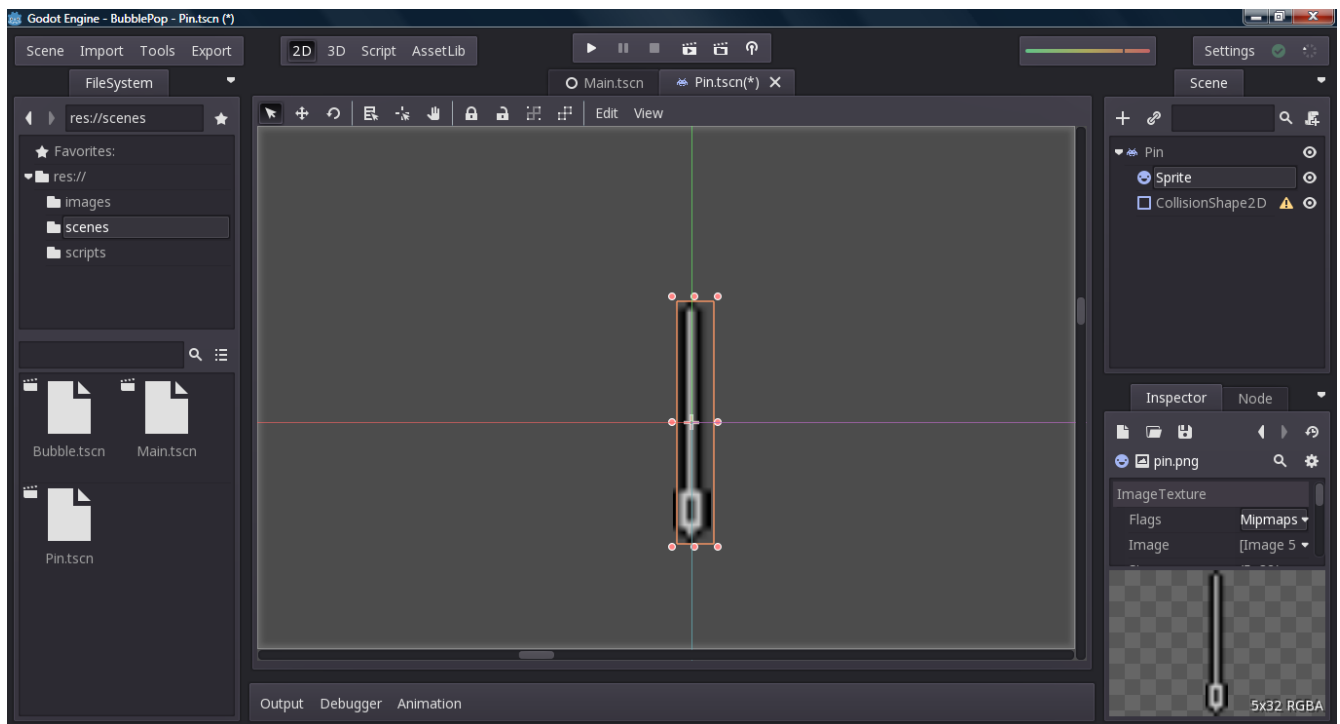 Godot Engine - BubblePop - Pin.tscn (*)
Scene Import Tools Export
2D 3D Script AssetLib
Settings
FileSystem
Main.tscn
Pin.tscn(*)
Scene
res://scenes
Edit View
Favorites:
res://
images
scenes
scripts
Pin
Sprite
CollisionShape2D
Bubble.tscn
Main.tscn
Pin.tscn
Inspector Node
pin.png
ImageTexture
Flags Mipmaps
Image [Image 5
5x32 RGBA
Output Debugger Animation